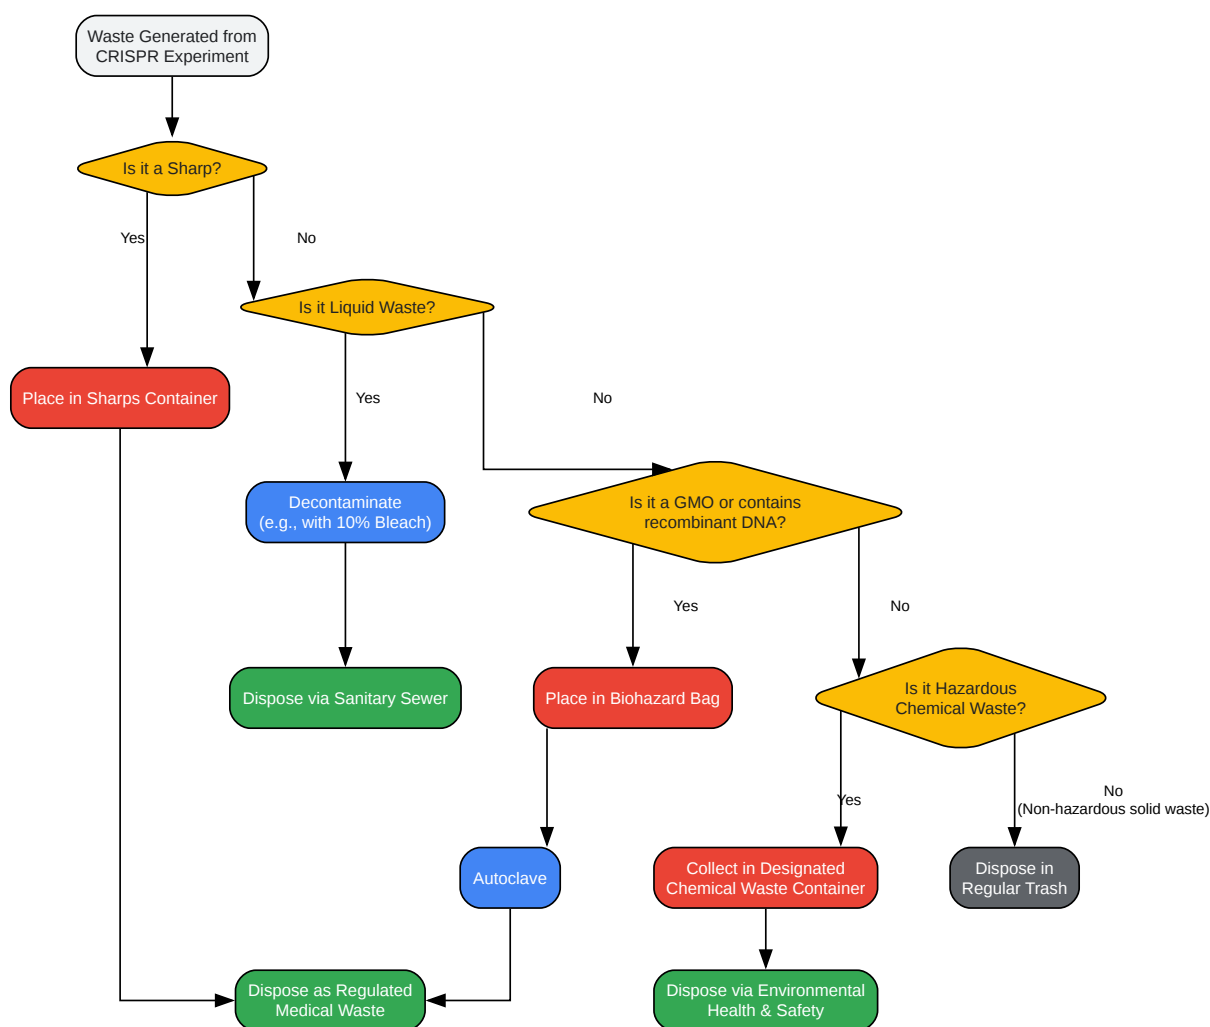 Waste Generated from
CRISPR Experiment
Is it a Sharp?
Yes
No
Is it Liquid Waste?
Place in Sharps Container
Yes
No
Decontaminate
(e.g., with 10% Bleach)
Is it a GMO or contains
recombinant DNA?
Yes
No
Dispose via Sanitary Sewer
Place in Biohazard Bag
Is it Hazardous
Chemical Waste?
Yes
No
(Non-hazardous solid waste)
Autoclave
Collect in Designated
Chemical Waste Container
Dispose in
Regular Trash
Dispose as Regulated
Medical Waste
Dispose via Environmental
Health & Safety